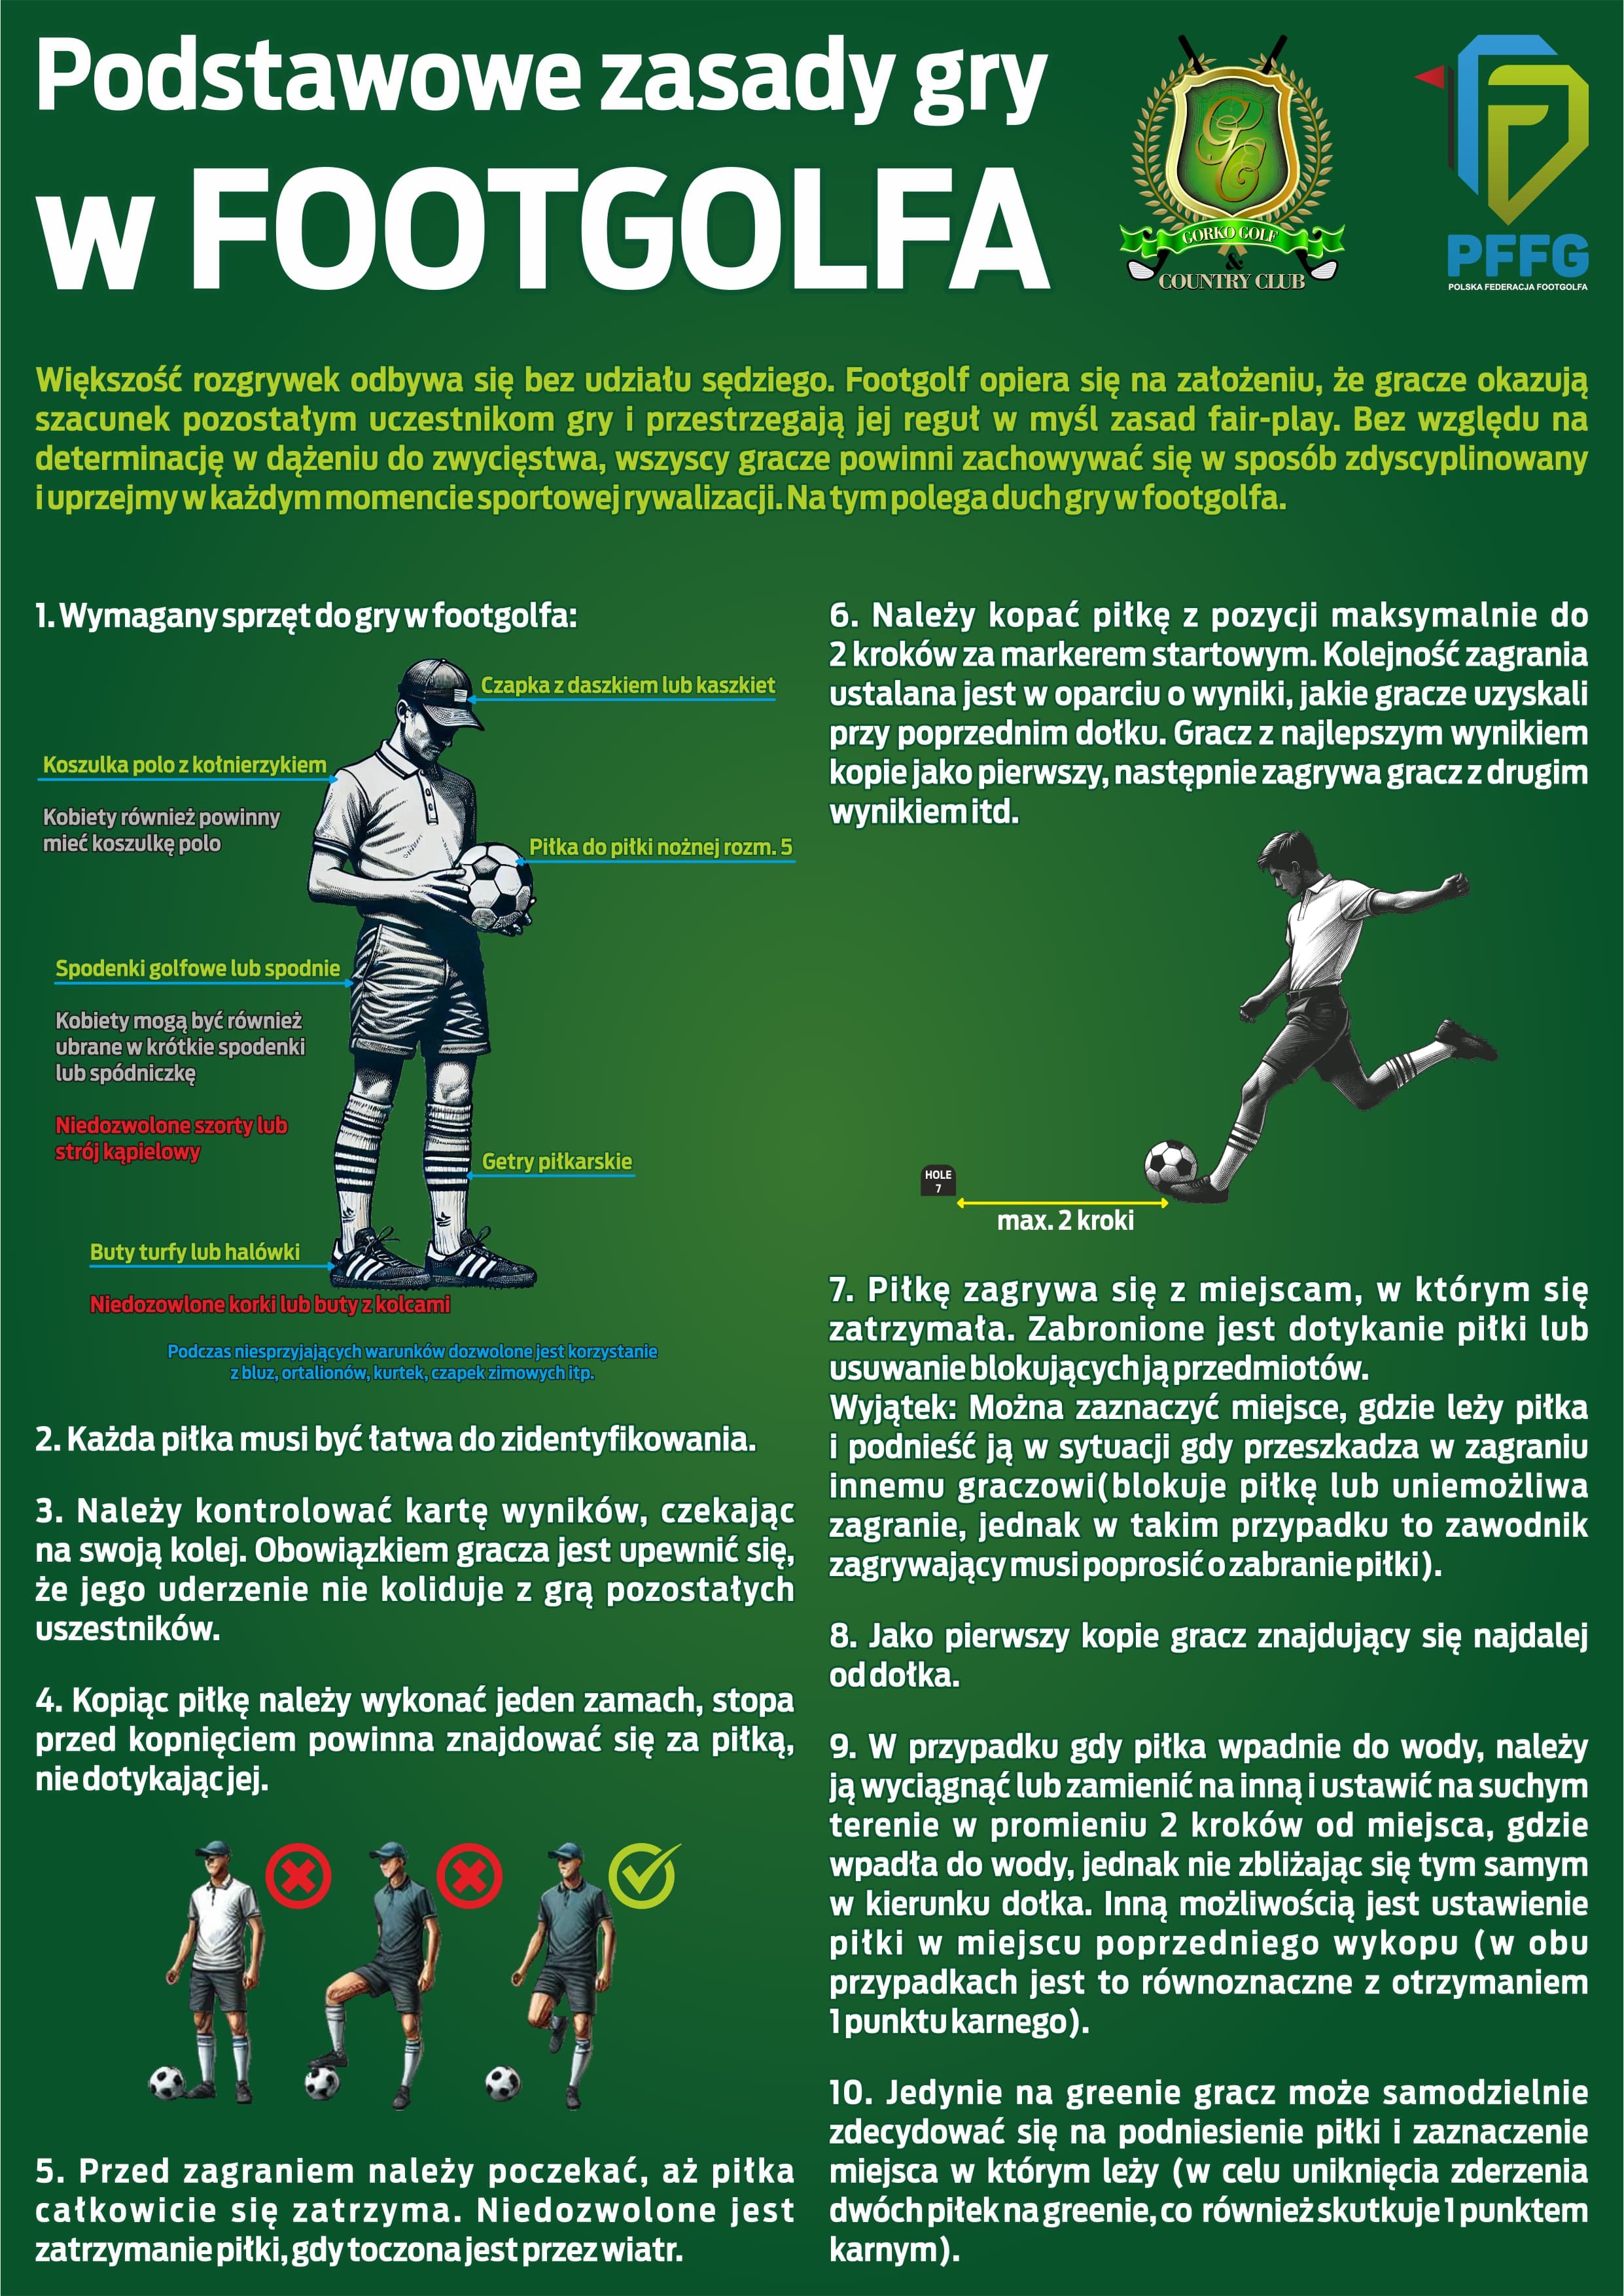 Podstawowe zasady gry
w FOOTGOLFA
GORKO GOLF
&
COUNTRY CLUB
PFFG
POLSKA FEDERACJA FOOTGOLFA
Większość rozgrywek odbywa się bez udziału sędziego. Footgolf opiera się na założeniu, że gracze okazują
szacunek pozostałym uczestnikom gry i przestrzegają jej reguł w myśl zasad fair-play. Bez względu na
determinację w dążeniu do zwycięstwa, wszyscy gracze powinni zachowywać się w sposób zdyscyplinowany
i uprzejmy w każdym momencie sportowej rywalizacji. Na tym polega duch gry w footgolfa.
1. Wymagany sprzęt do gry w footgolfa:
Czapka z daszkiem lub kaszkiet
Koszulka polo z kołnierzykiem
Kobiety również powinny
mieć koszulkę polo
Piłka do piłki nożnej rozm. 5
Spodenki golfowe lub spodnie
Kobiety mogą być również
ubrane w krótkie spodenki
lub spódniczkę
Niedozwolone szorty lub
strój kąpielowy
Getry piłkarskie
Buty turfy lub halówki
Niedozowlone korki lub buty z kolcami
Podczas niesprzyjających warunków dozwolone jest korzystanie
z bluz, ortalionów, kurtek, czapek zimowych itp.
2. Każda piłka musi być łatwa do zidentyfikowania.
3. Należy kontrolować kartę wyników, czekając
na swoją kolej. Obowiązkiem gracza jest upewnić się,
że jego uderzenie nie koliduje z grą pozostałych
uszestników.
4. Kopiąc piłkę należy wykonać jeden zamach, stopa
przed kopnięciem powinna znajdować się za piłką,
nie dotykając jej.
5. Przed zagraniem należy poczekać, aż piłka
całkowicie się zatrzyma. Niedozwolone jest
zatrzymanie piłki, gdy toczona jest przez wiatr.
6. Należy kopać piłkę z pozycji maksymalnie do
2 kroków za markerem startowym. Kolejność zagrania
ustalana jest w oparciu o wyniki, jakie gracze uzyskali
przy poprzednim dołku. Gracz z najlepszym wynikiem
kopie jako pierwszy, następnie zagrywa gracz z drugim
wynikiem itd.
HOLE
7
max. 2 kroki
7. Piłkę zagrywa się z miejscam, w którym się
zatrzymała. Zabronione jest dotykanie piłki lub
usuwanie blokujących ją przedmiotów.
Wyjątek: Można zaznaczyć miejsce, gdzie leży piłka
i podnieść ją w sytuacji gdy przeszkadza w zagraniu
innemu graczowi(blokuje piłkę lub uniemożliwa
zagranie, jednak w takim przypadku to zawodnik
zagrywający musi poprosić o zabranie piłki).
8. Jako pierwszy kopie gracz znajdujący się najdalej
od dołka.
9. W przypadku gdy piłka wpadnie do wody, należy
ją wyciągnąć lub zamienić na inną i ustawić na suchym
terenie w promieniu 2 kroków od miejsca, gdzie
wpadła do wody, jednak nie zbliżając się tym samym
w kierunku dołka. Inną możliwością jest ustawienie
piłki w miejscu poprzedniego wykopu (w obu
przypadkach jest to równoznaczne z otrzymaniem
1 punktu karnego).
10. Jedynie na greenie gracz może samodzielnie
zdecydować się na podniesienie piłki i zaznaczenie
miejsca w którym leży (w celu uniknięcia zderzenia
dwóch piłek na greenie, co również skutkuje 1 punktem
karnym).